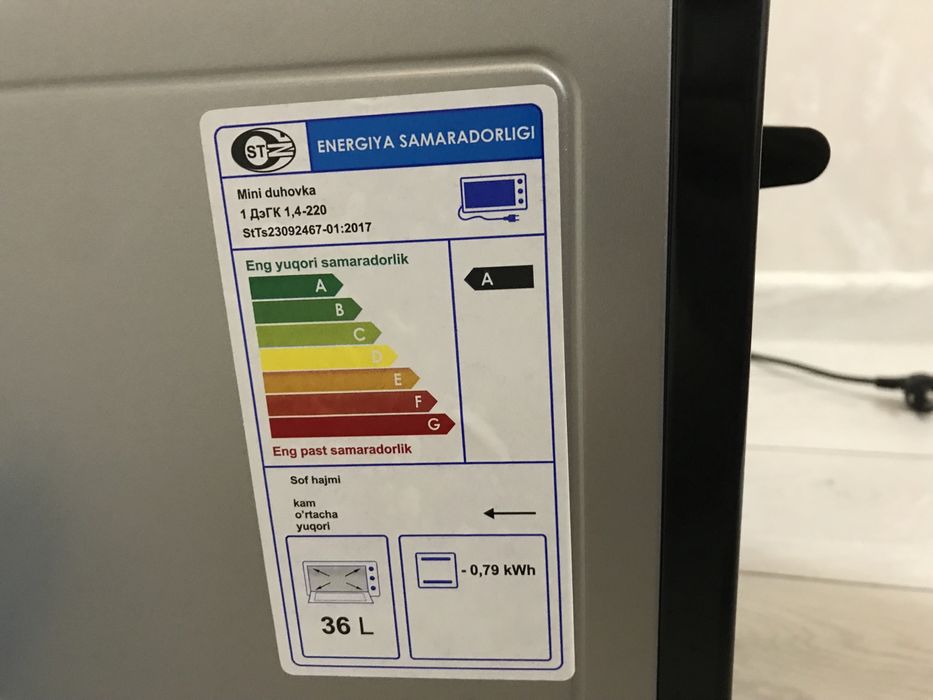 ST
ENERGIYA SAMARADORLIGI
Mini duhovka
1 ДэГК 1,4-220
StTs23092467-01:2017
Eng yuqori samaradorlik
A
A
B
C
D
E
F
G
Eng past samaradorlik
Sof hajmi
kam
o'rtacha
yuqori
36 L
- 0,79 kWh